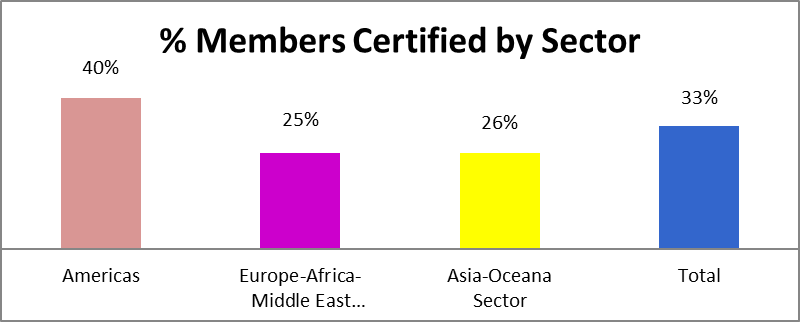 % Members Certified by Sector
40%
25%
26%
33%
Americas
Europe-Africa-
Middle East...
Asia-Oceana
Sector
Total